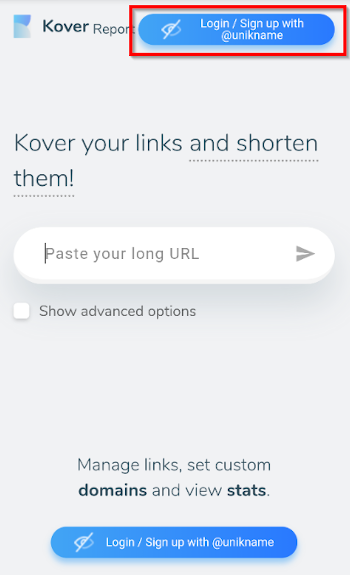 Kover Report Login / Sign up with
@unikname
Kover your links and shorten
them!
Paste your long URL
Show advanced options
Manage links, set custom
domains and view stats.
Login / Sign up with @unikname